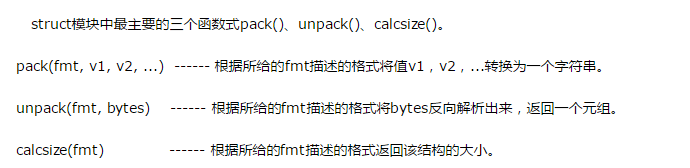 struct模块中最主要的三个函数式pack()、unpack()、calcsize()。
pack(fmt, v1, v2, ...) ------ 根据所给的fmt描述的格式将值v1，v2，...转换为一个字符串。
unpack(fmt, bytes) ------ 根据所给的fmt描述的格式将bytes反向解析出来，返回一个元组。
calcsize(fmt) ------ 根据所给的fmt描述的格式返回该结构的大小。